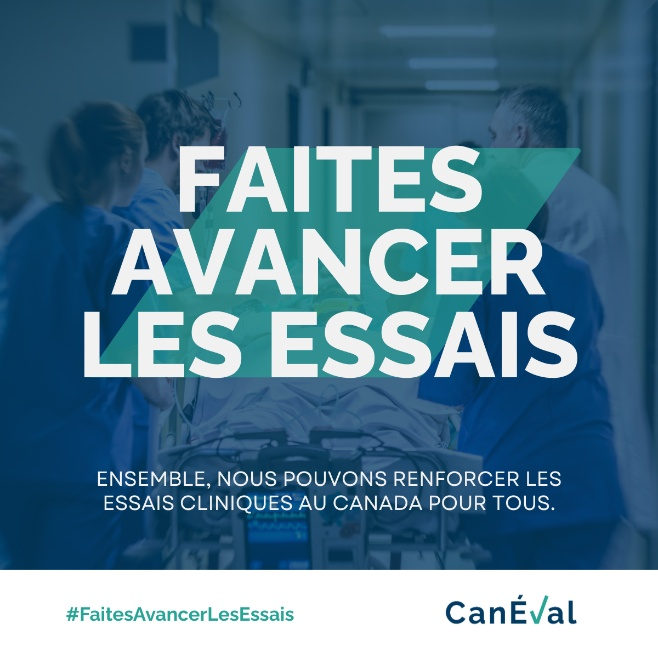 FAITES
AVANCER
LES ESSAIS
ENSEMBLE, NOUS POUVONS RENFORCER LES
ESSAIS CLINIQUES AU CANADA POUR TOUS.
#FaitesAvancerLesEssais
CanÉval